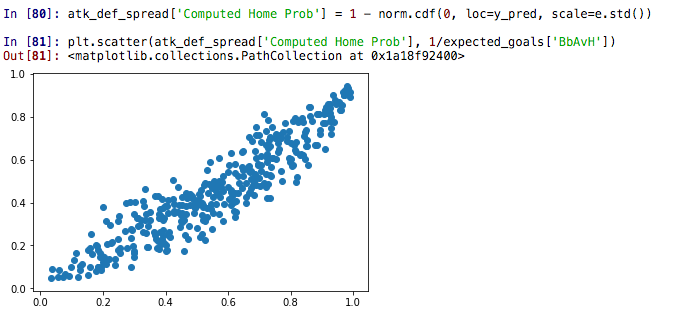 In [80]: atk_def_spread['Computed Home Prob'] = 1 − norm.cdf(0, loc=y_pred, scale=e.std())
In [81]: plt.scatter(atk_def_spread['Computed Home Prob'], 1/expected_goals['BbAvH'])
Out[81]: <matplotlib.collections.PathCollection at 0x1a18f92400>
1.0
0.8
0.6
0.4
0.2
0.0
0.0 0.2 0.4 0.6 0.8 1.0